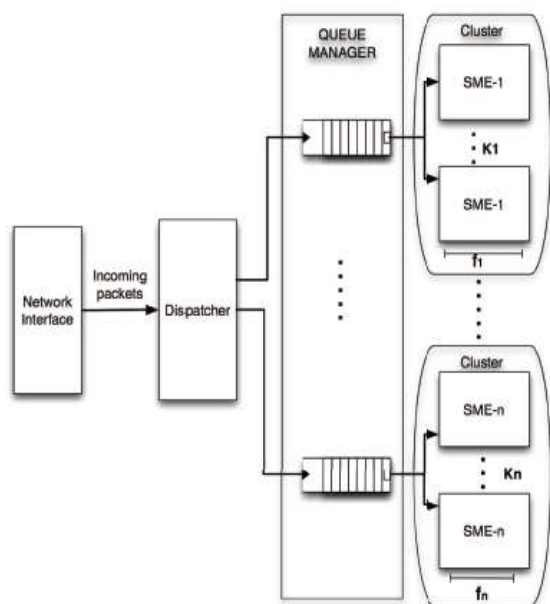 QUEUE
MANAGER
Cluster
SME-1
K1
SME-1
f1
Network
Interface
Incoming
packets
Dispatcher
Cluster
SME-n
Kn
SME-n
fn